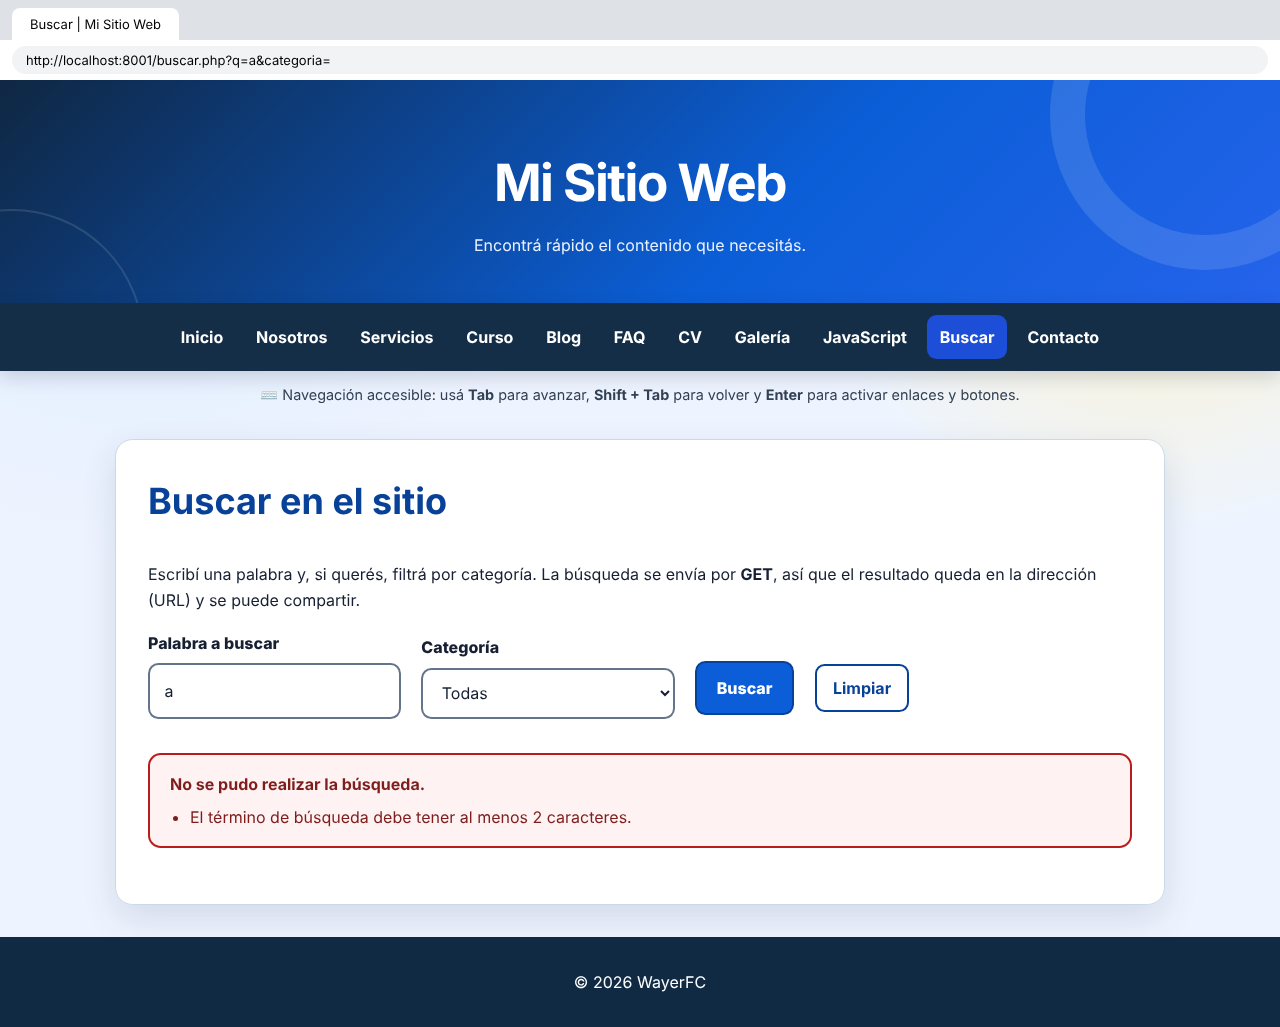 Buscar | Mi Sitio Web
http://localhost:8001/buscar.php?q=a&categoria=
Mi Sitio Web
Encontrá rápido el contenido que necesitás.
Inicio Nosotros Servicios Curso Blog FAQ CV Galería JavaScript Buscar Contacto
⌨️ Navegación accesible: usá Tab para avanzar, Shift + Tab para volver y Enter para activar enlaces y botones.
Buscar en el sitio
Escribí una palabra y, si querés, filtrá por categoría. La búsqueda se envía por GET, así que el resultado queda en la dirección
(URL) y se puede compartir.
Palabra a buscar
a
Categoría
Todas
Buscar
Limpiar
No se pudo realizar la búsqueda.
• El término de búsqueda debe tener al menos 2 caracteres.
© 2026 WayerFC